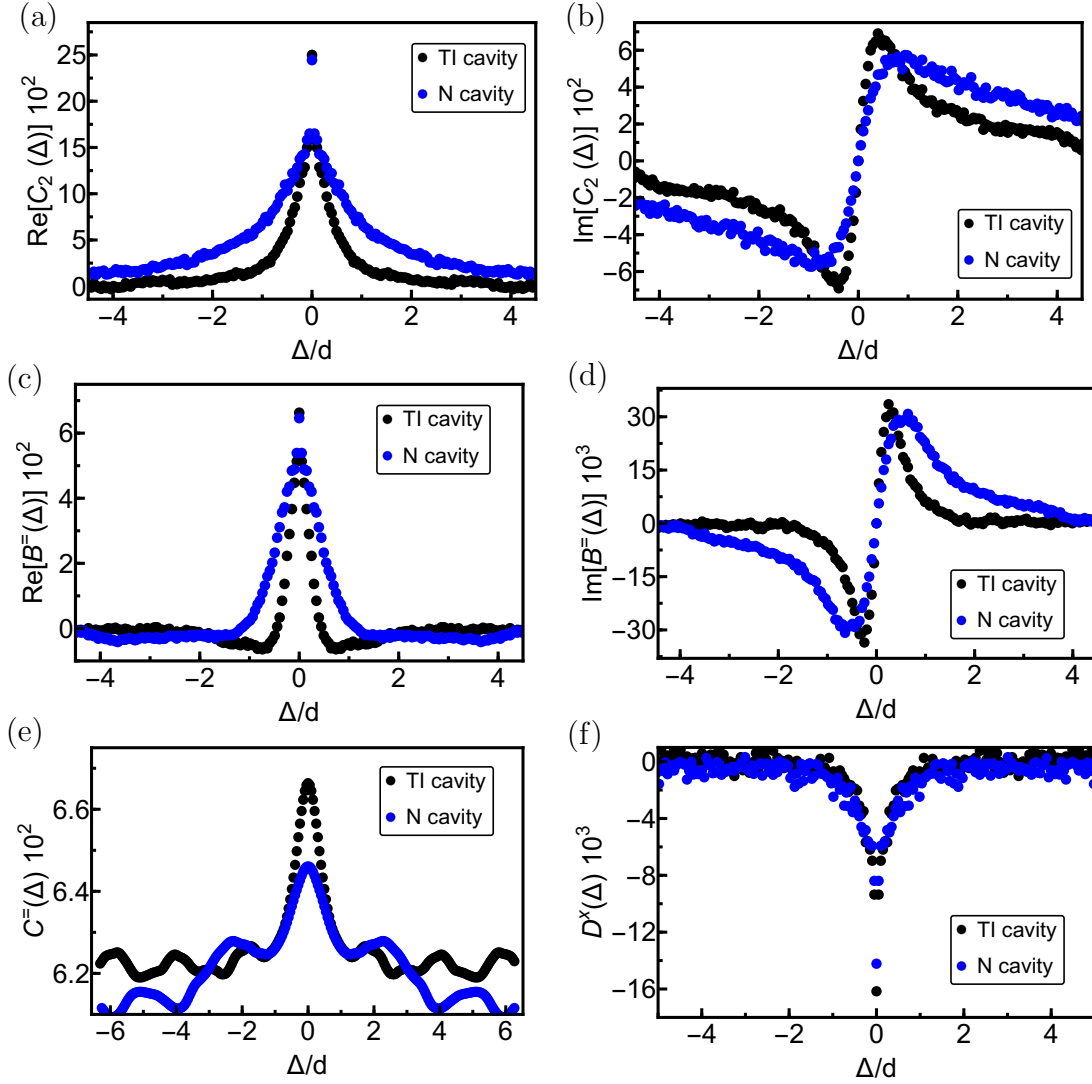 (a)
Re[C₂ (Δ)] 10²
25
20
15
10
5
0
−4 −2 0 2 4
Δ/d
TI cavity
N cavity
(b)
Im[C₂ (Δ)] 10²
6
4
2
0
−2
−4
−6
−4 −2 0 2 4
Δ/d
TI cavity
N cavity
(c)
Re[B⁼(Δ)] 10²
6
4
2
0
−4 −2 0 2 4
Δ/d
TI cavity
N cavity
(d)
Im[B⁼(Δ)] 10³
30
15
0
−15
−30
−4 −2 0 2 4
Δ/d
TI cavity
N cavity
(e)
C⁼(Δ) 10²
6.6
6.4
6.2
−6 −4 −2 0 2 4 6
Δ/d
TI cavity
N cavity
(f)
Dˣ(Δ) 10³
0
−4
−8
−12
−16
−4 −2 0 2 4
Δ/d
TI cavity
N cavity